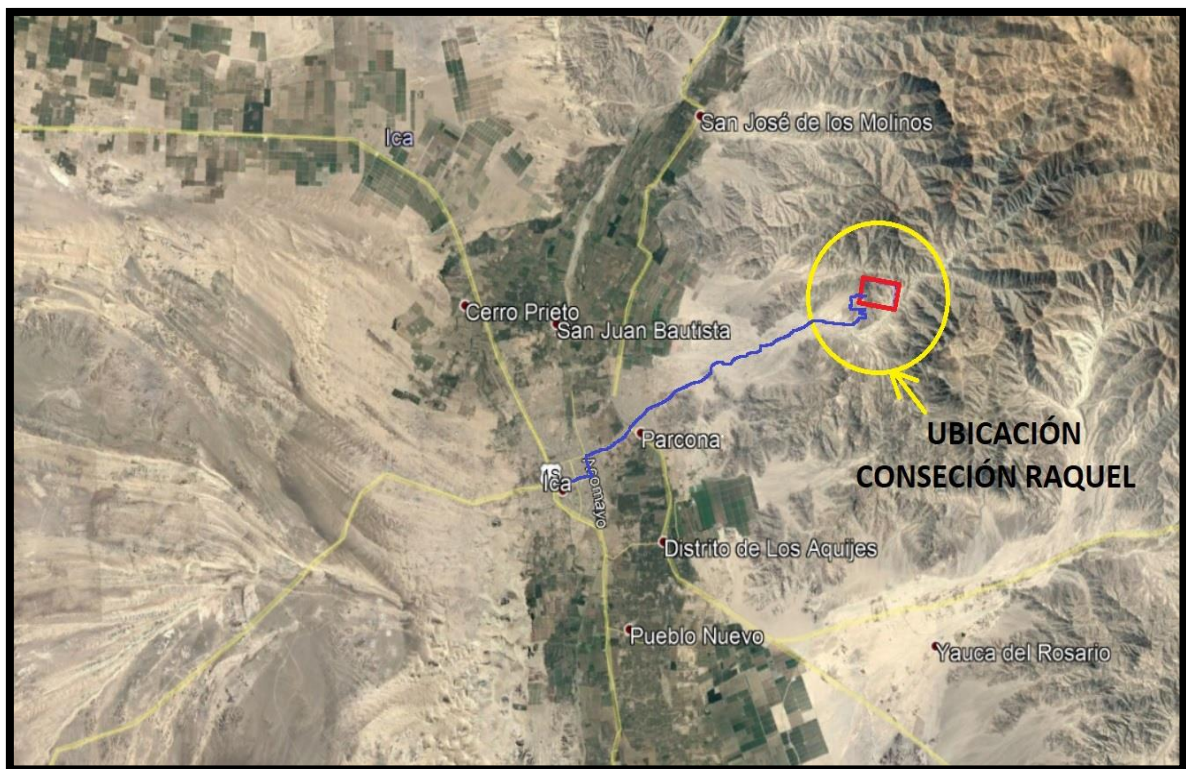 San José de los Molinos
Ica
Cerro Prieto
San Juan Bautista
UBICACIÓN
CONSECIÓN RAQUEL
Parcona
1S
Ica
Distrito de Los Aquijes
Pueblo Nuevo
Yauca del Rosario